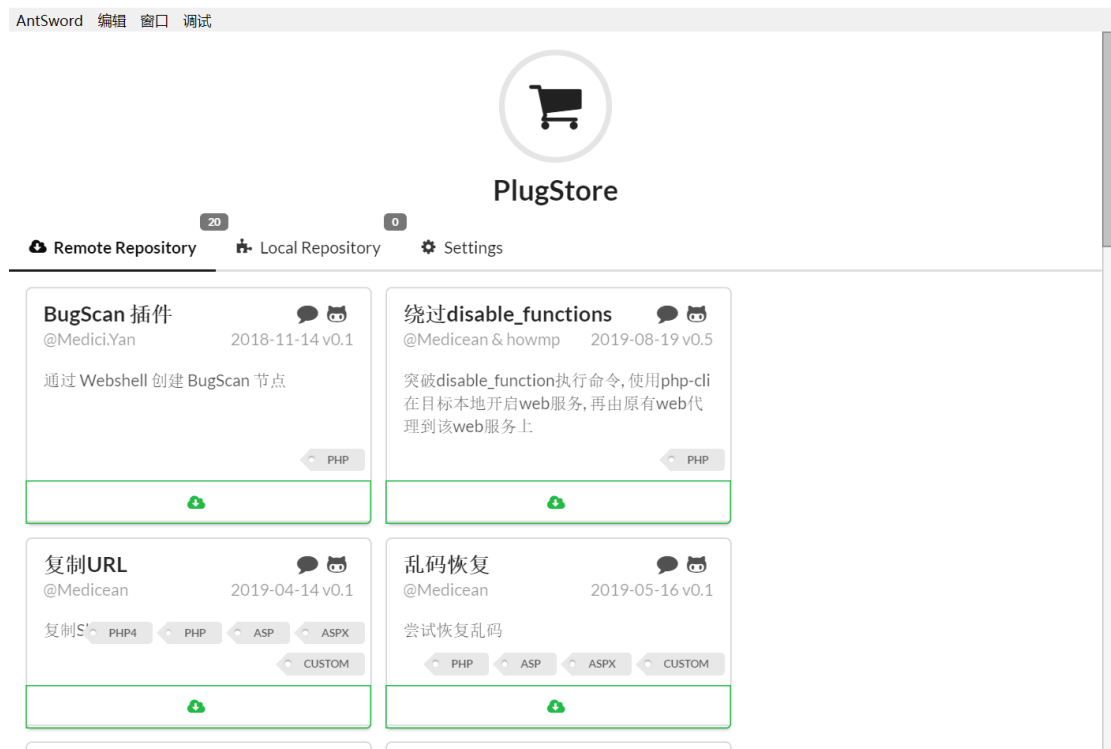 AntSword 编辑 窗口 调试
PlugStore
20
0
Remote Repository
Local Repository
Settings
BugScan 插件
@Medici.Yan 2018-11-14 v0.1
通过 Webshell 创建 BugScan 节点
PHP
绕过disable_functions
@Medicean & howmp 2019-08-19 v0.5
突破disable_function执行命令, 使用php-cli
在目标本地开启web服务, 再由原有web代
理到该web服务上
PHP
复制URL
@Medicean 2019-04-14 v0.1
复制
PHP4 PHP ASP ASPX
CUSTOM
乱码恢复
@Medicean 2019-05-16 v0.1
尝试恢复乱码
PHP ASP ASPX CUSTOM